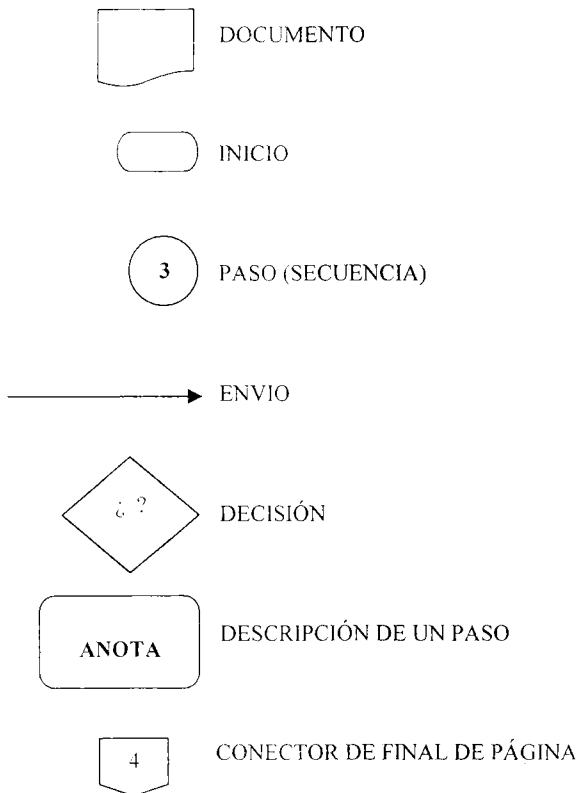 DOCUMENTO
INICIO
3 PASO (SECUENCIA)
ENVIO
¿ ? DECISIÓN
ANOTA DESCRIPCIÓN DE UN PASO
4 CONECTOR DE FINAL DE PÁGINA